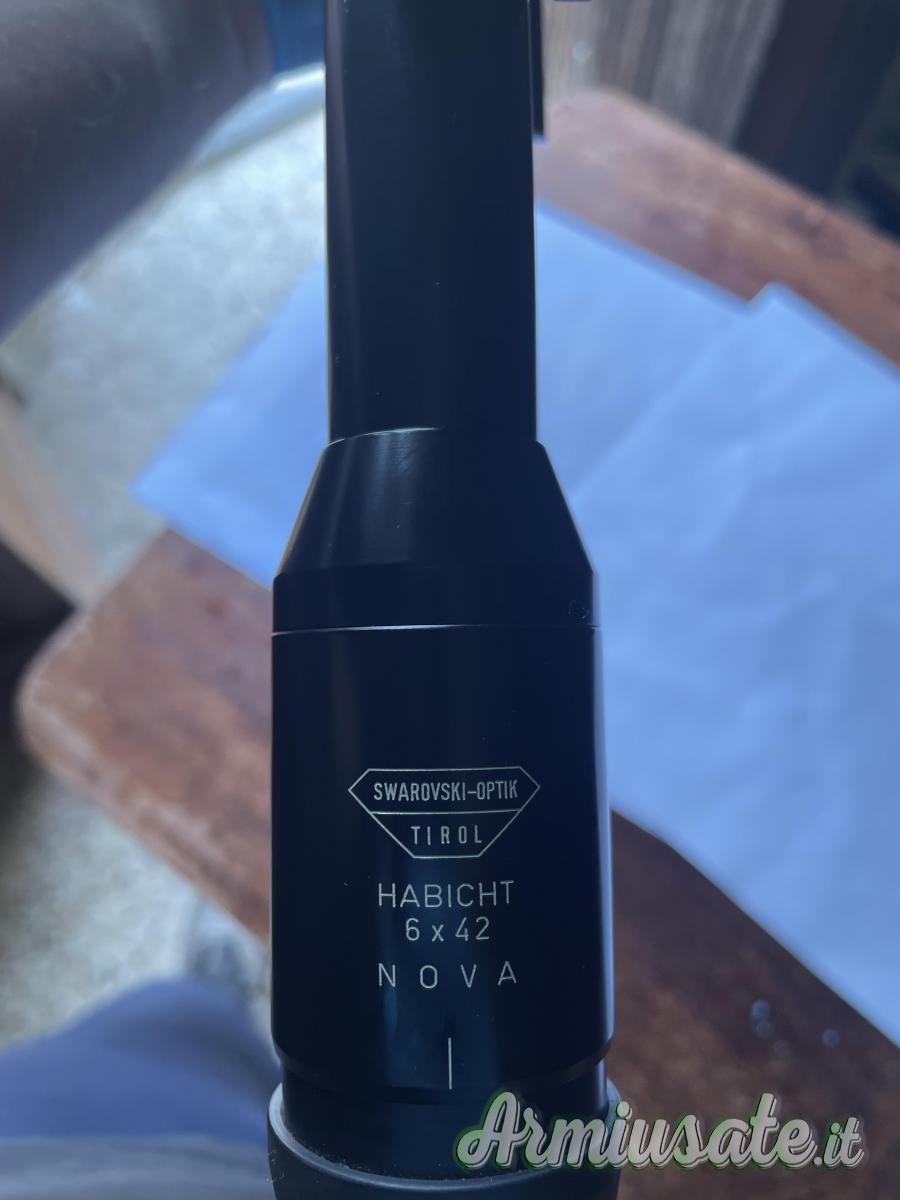 SWAROVSKI-OPTIK
TIROL
HABICHT
6 x 42
NOVA
Armiusate.it